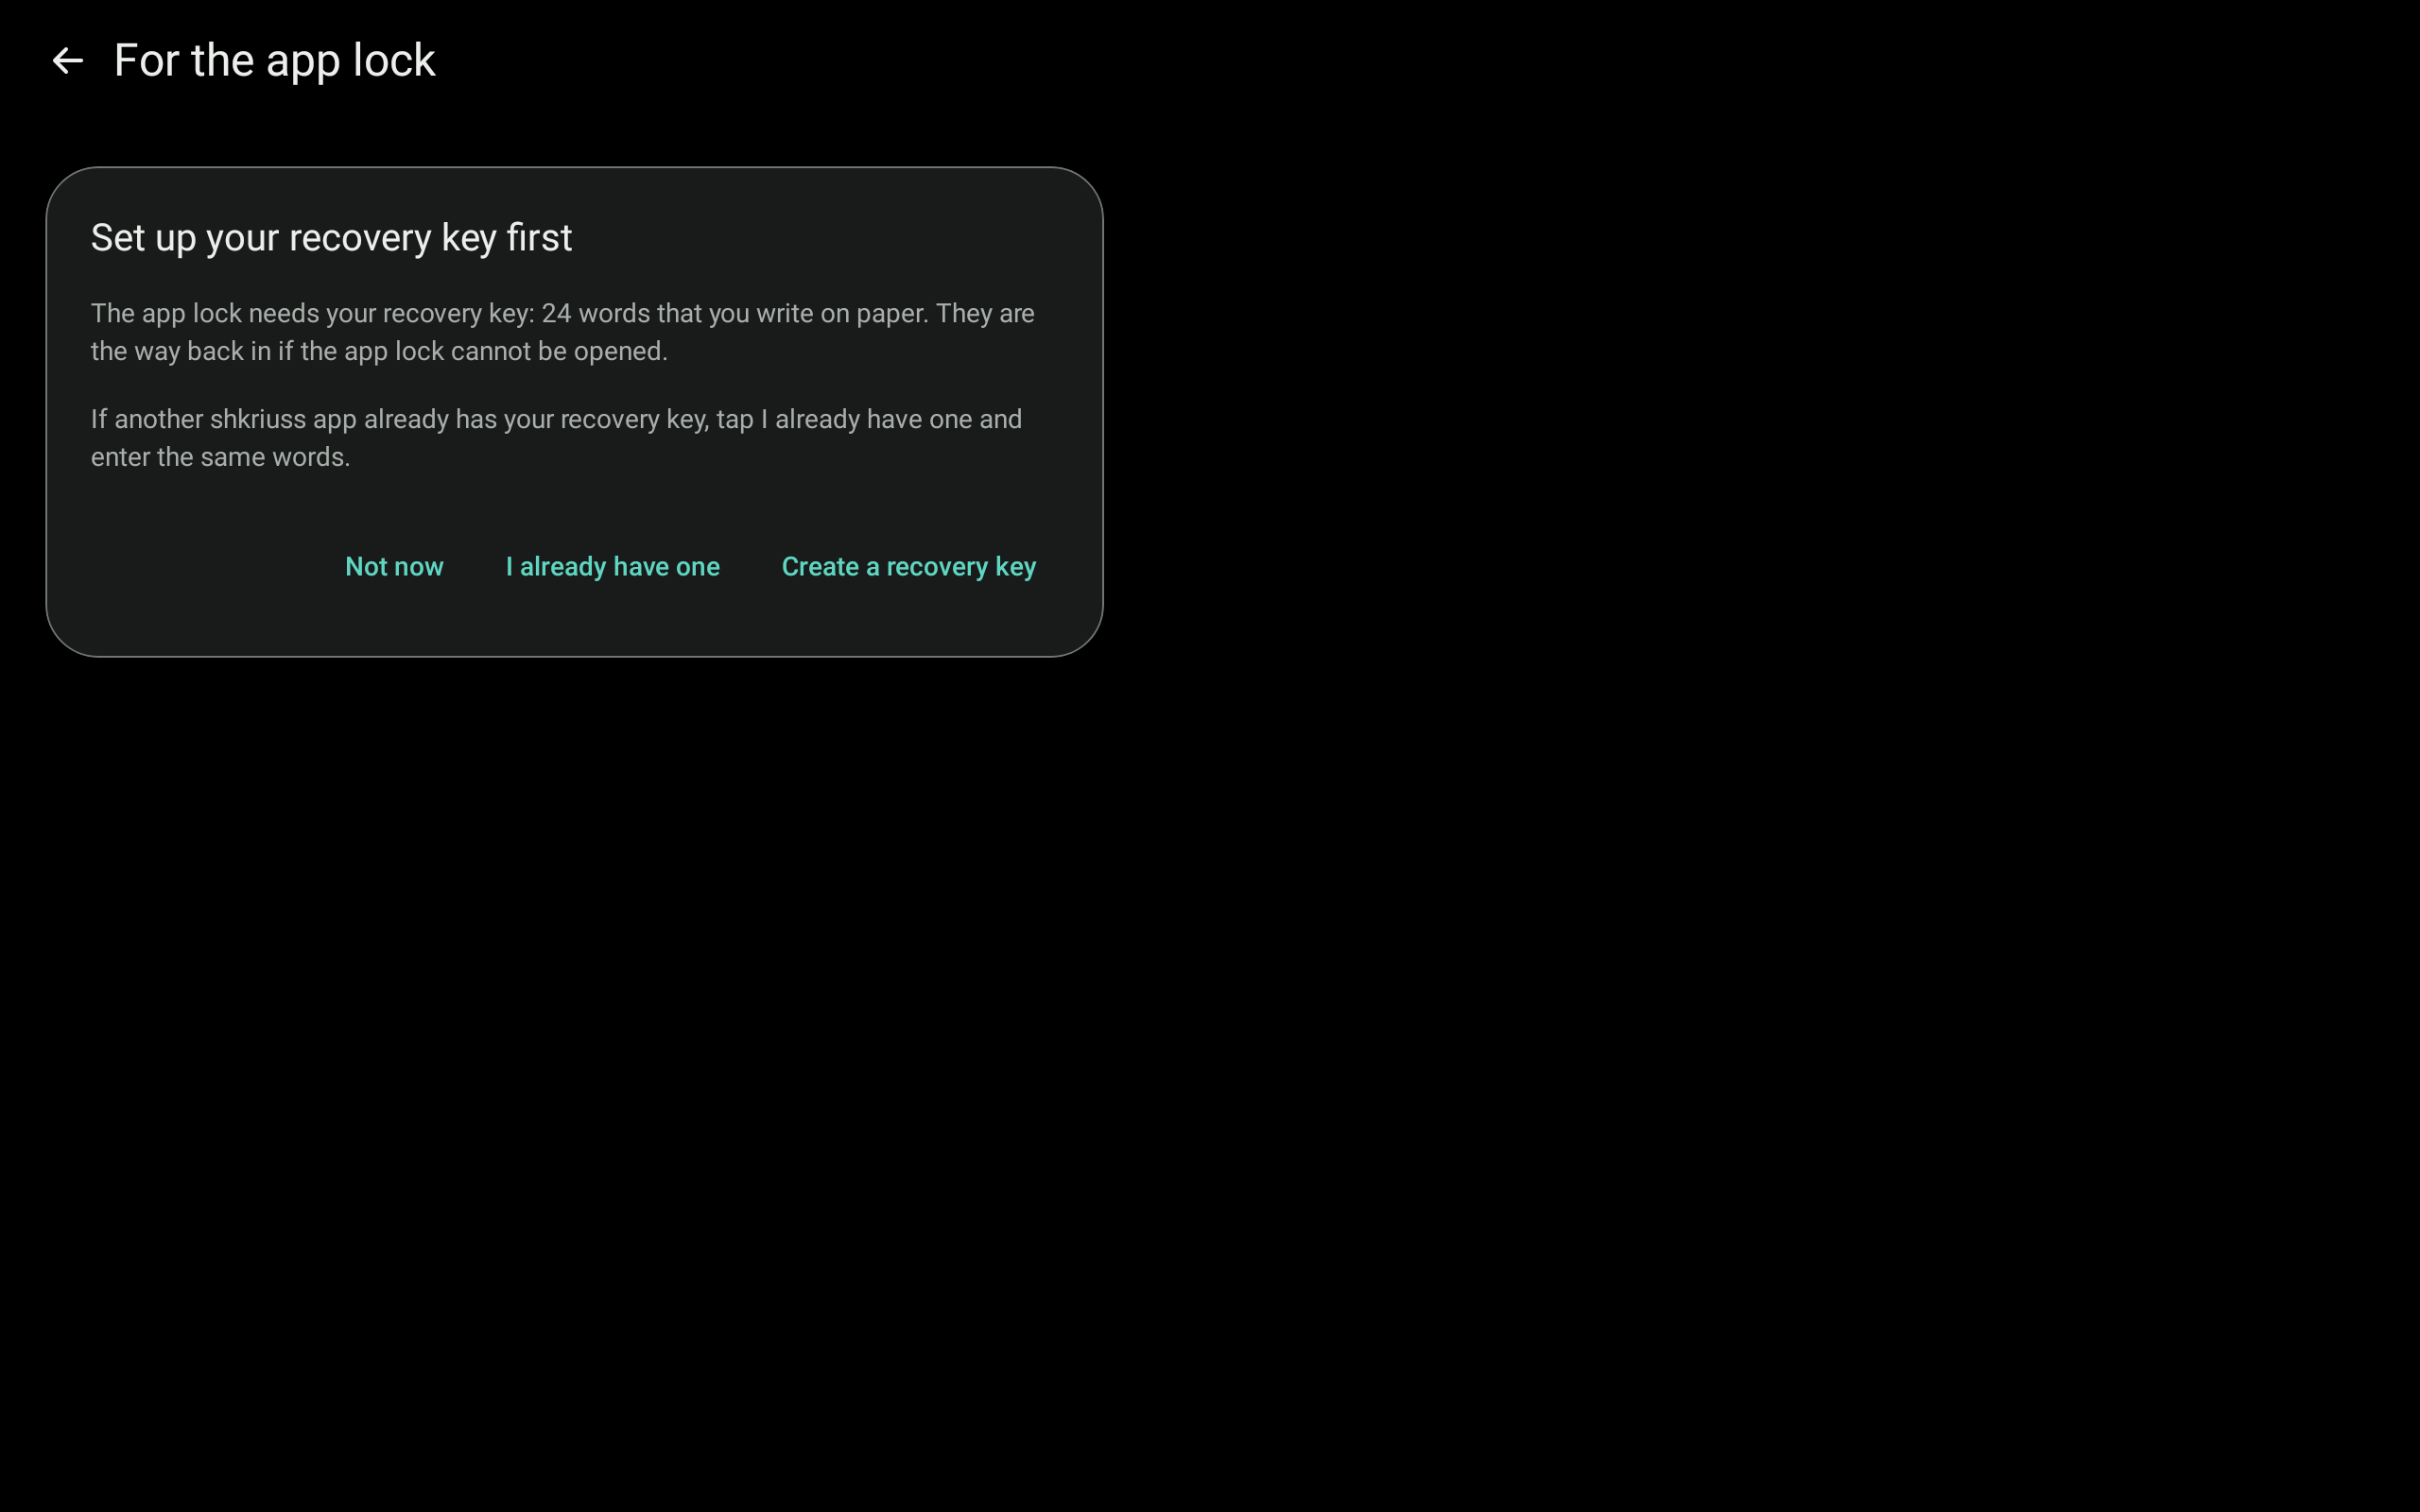 For the app lock
Set up your recovery key first
The app lock needs your recovery key: 24 words that you write on paper. They are
the way back in if the app lock cannot be opened.
If another shkriuss app already has your recovery key, tap I already have one and
enter the same words.
Not now
I already have one
Create a recovery key